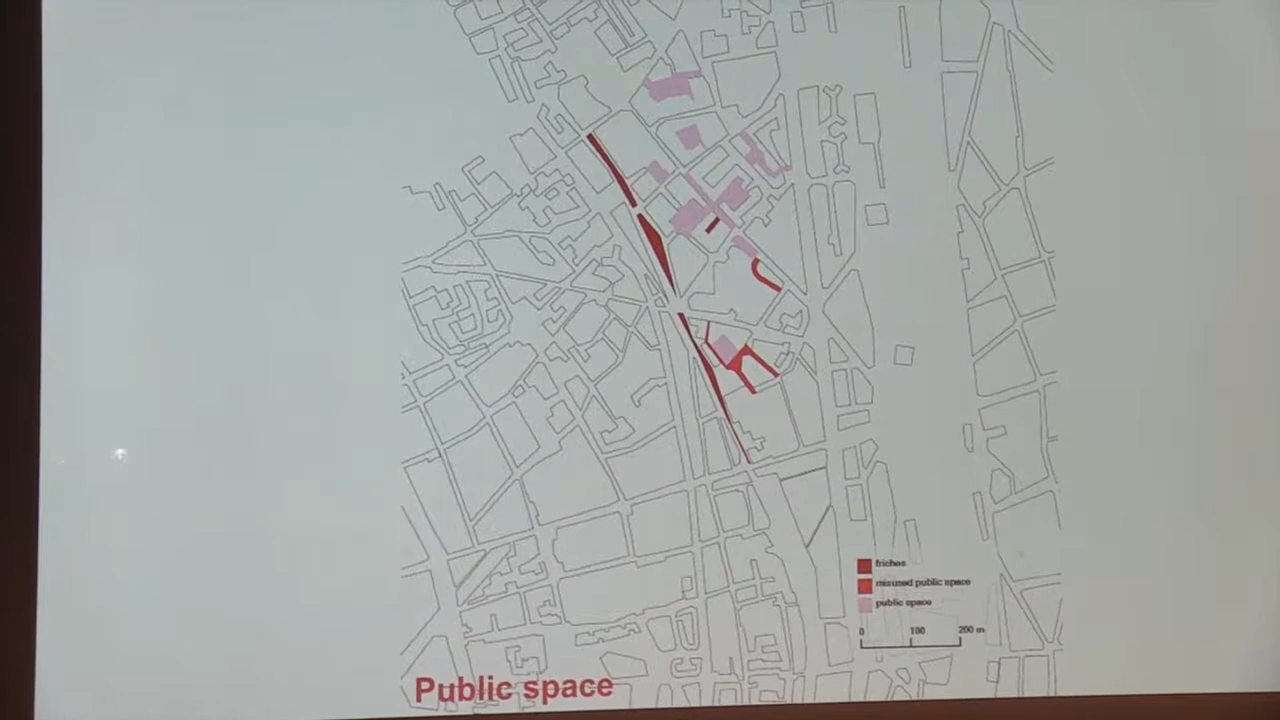 friches
misused public space
public space
0 100 200 m
Public space